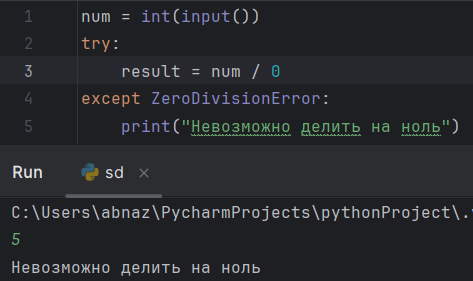 1 num = int(input())
2 try:
3 result = num / 0
4 except ZeroDivisionError:
5 print("Невозможно делить на ноль")
Run sd ×
C:\Users\abnaz\PycharmProjects\pythonProject\.
5
Невозможно делить на ноль